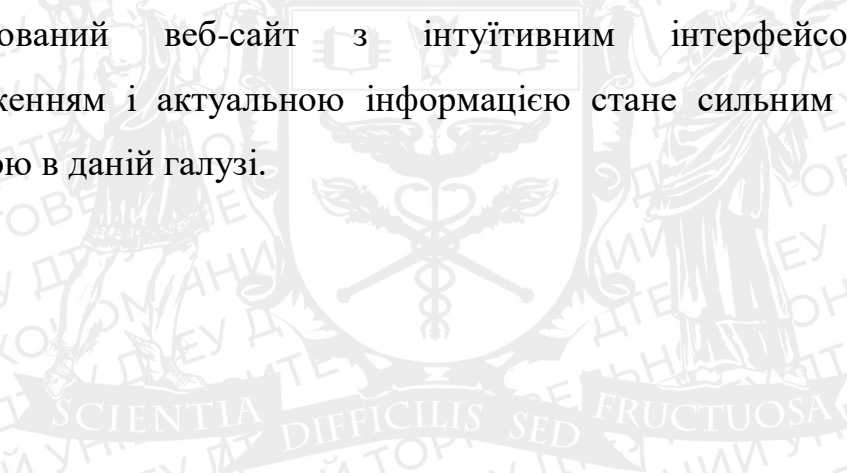 ований веб-сайт з інтуїтивним інтерфейсо
женням і актуальною інформацією стане сильним
ою в даній галузі.
SCIENTIA DIFFICILIS SED FRUCTUOSA